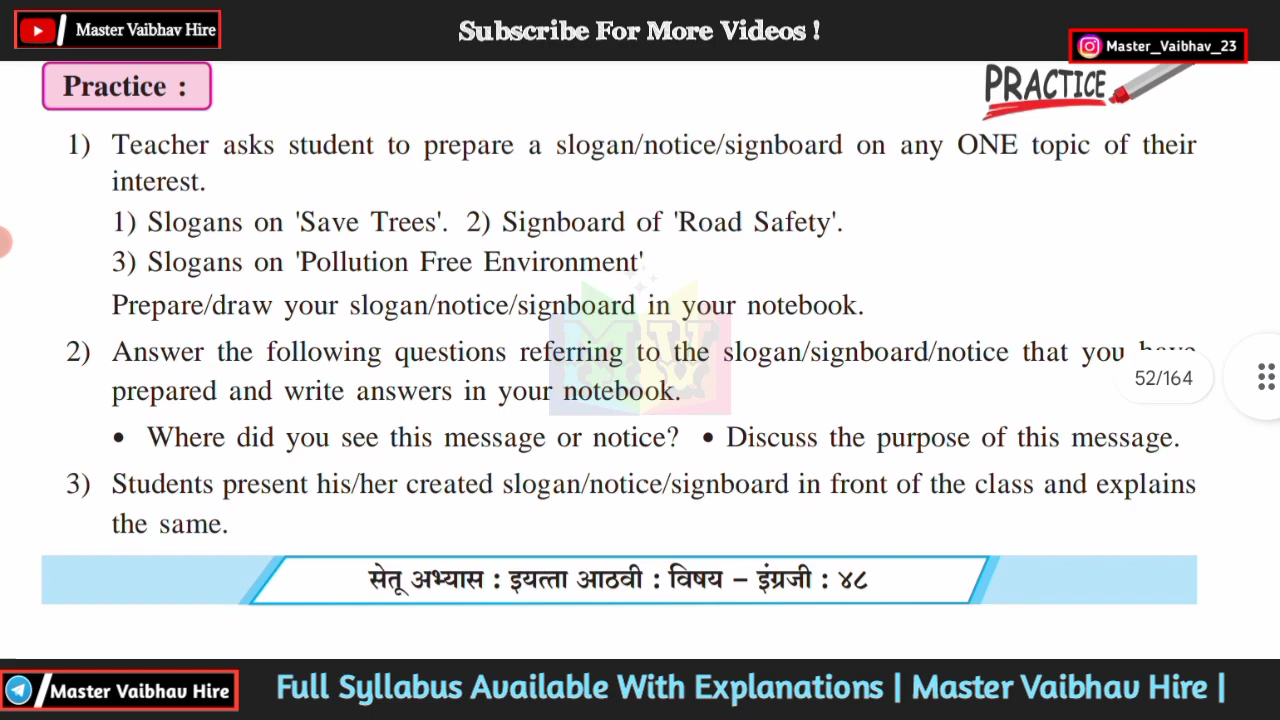 Master Vaibhav Hire
Subscribe For More Videos !
Master_Vaibhav_23
Practice :
PRACTICE
1) Teacher asks student to prepare a slogan/notice/signboard on any ONE topic of their
interest.
1) Slogans on 'Save Trees'. 2) Signboard of 'Road Safety'.
3) Slogans on 'Pollution Free Environment'
Prepare/draw your slogan/notice/signboard in your notebook.
MW
2) Answer the following questions referring to the slogan/signboard/notice that you have
52/164
prepared and write answers in your notebook.
• Where did you see this message or notice? • Discuss the purpose of this message.
3) Students present his/her created slogan/notice/signboard in front of the class and explains
the same.
सेतू अभ्यास : इयत्ता आठवी : विषय – इंग्रजी : ४८
Master Vaibhav Hire
Full Syllabus Available With Explanations | Master Vaibhav Hire |